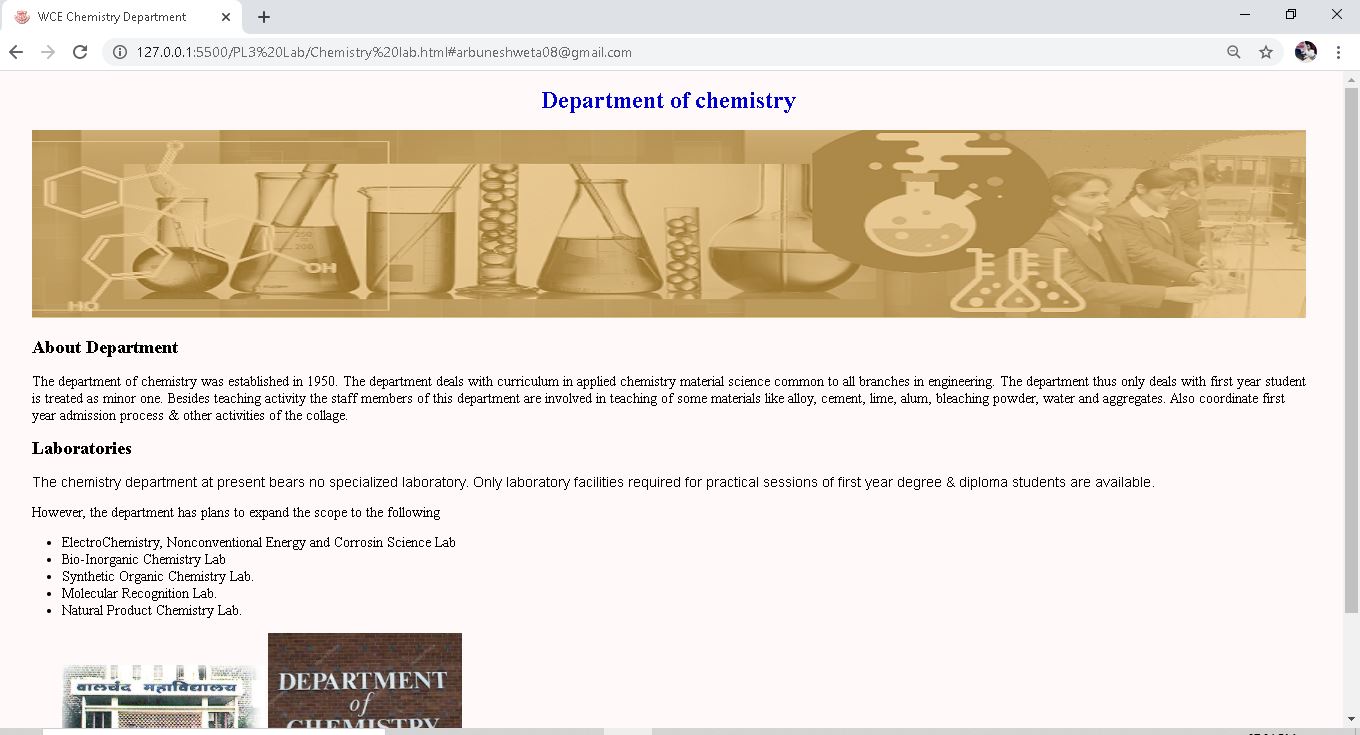 WCE Chemistry Department
127.0.0.1:5500/PL3%20Lab/Chemistry%20lab.html#arbuneshweta08@gmail.com
Department of chemistry
250
200
OH
HO
About Department
The department of chemistry was established in 1950. The department deals with curriculum in applied chemistry material science common to all branches in engineering. The department thus only deals with first year student
is treated as minor one. Besides teaching activity the staff members of this department are involved in teaching of some materials like alloy, cement, lime, alum, bleaching powder, water and aggregates. Also coordinate first
year admission process & other activities of the collage.
Laboratories
The chemistry department at present bears no specialized laboratory. Only laboratory facilities required for practical sessions of first year degree & diploma students are available.
However, the department has plans to expand the scope to the following
ElectroChemistry, Nonconventional Energy and Corrosin Science Lab
Bio-Inorganic Chemistry Lab
Synthetic Organic Chemistry Lab.
Molecular Recognition Lab.
Natural Product Chemistry Lab.
वालचंद महाविद्यालय
DEPARTMENT
of
CHEMISTRY